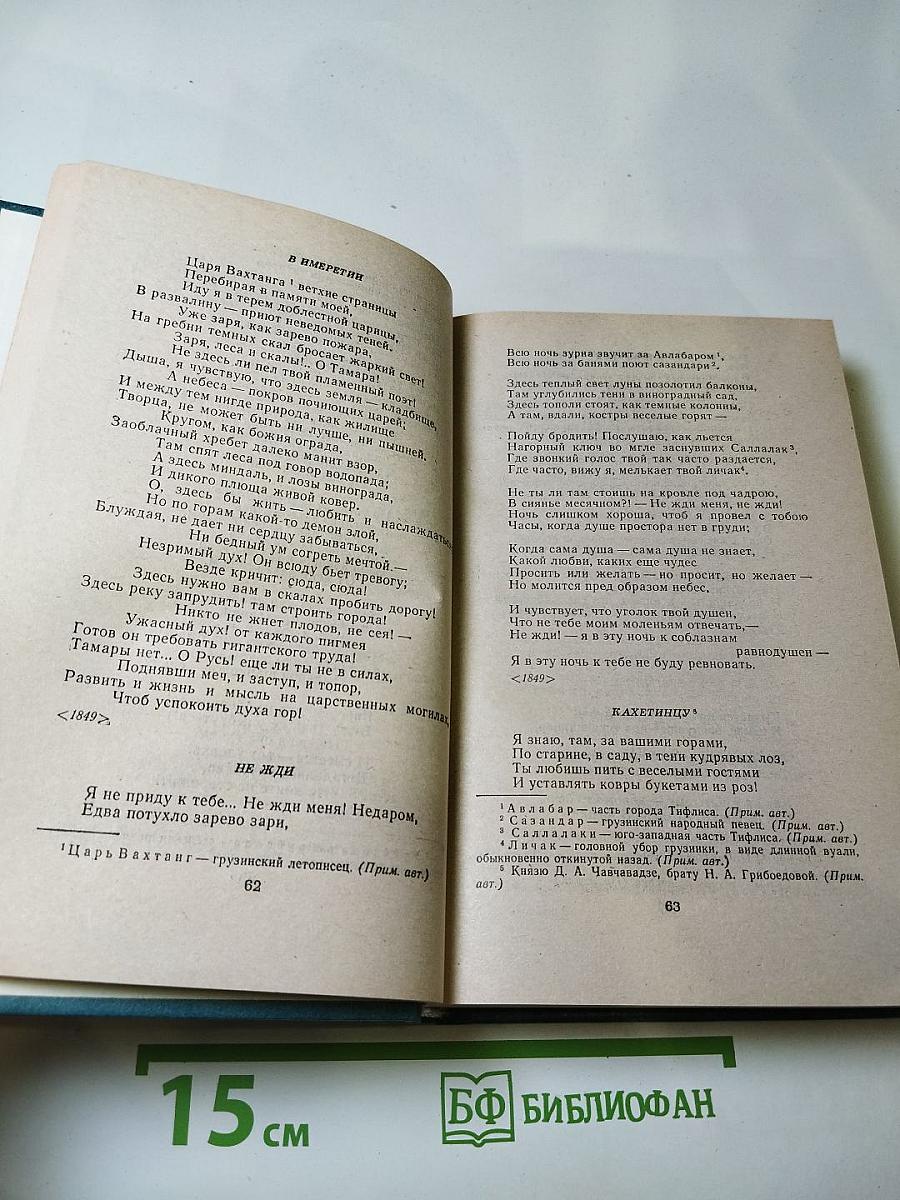 В ИМЕРЕТИИ
Царя Вахтанга ¹ ветхие страницы
Перебирая в памяти моей,
Иду я в терем доблестной царицы,
В развалину — приют неведомых теней.
Уже заря, как зарево пожара,
На гребни темных скал бросает жаркий свет!
Заря, леса и скалы!.. О Тамара!
Не здесь ли пел твой пламенный поэт!
Дыша, я чувствую, что здесь земля — кладбище,
А небеса — покров почиющих царей;
И между тем нигде природа, как жилище
Творца, не может быть ни лучше, ни пышней.
Кругом, как божия ограда,
Заоблачный хребет далеко манит взор,
Там спят леса под говор водопада;
А здесь миндаль, и лозы винограда,
И дикого плюща живой ковер.
О, здесь бы жить — любить и наслаждаться
Но по горам какой-то демон злой,
Блуждая, не дает ни сердцу забываться,
Ни бедный ум согреть мечтой.—
Незримый дух! Он всюду бьет тревогу;
Везде кричит: сюда, сюда!
Здесь нужно вам в скалах пробить дорогу!
Здесь реку запрудить! там строить города!
Никто не жнет плодов, не сея! —
Ужасный дух! от каждого пигмея
Готов он требовать гигантского труда!
Тамары нет... О Русь! еще ли ты не в силах,
Поднявши меч, и заступ, и топор,
Развить и жизнь и мысль на царственных могилах,
Чтоб успокоить духа гор!
<1849>
НЕ ЖДИ
Я не приду к тебе... Не жди меня! Недаром,
Едва потухло зарево зари,
¹ Царь Вахтанг — грузинский летописец. (Прим. авт.)
62
Всю ночь зурна звучит за Авлабаром ¹,
Всю ночь за банями поют сазандари ².
Здесь теплый свет луны позолотил балконы,
Там углубились тени в виноградный сад,
Здесь тополи стоят, как темные колонны,
А там, вдали, костры веселые горят —
Пойду бродить! Послушаю, как льется
Нагорный ключ во мгле заснувших Саллалак ³,
Где звонкий голос твой так часто раздается,
Где часто, вижу я, мелькает твой личак⁴.
Не ты ли там стоишь на кровле под чадрою,
В сиянье месячном?! — Не жди меня, не жди!
Ночь слишком хороша, чтоб я провел с тобою
Часы, когда душе простора нет в груди;
Когда сама душа — сама душа не знает,
Какой любви, каких еще чудес
Просить или желать — но просит, но желает —
Но молится пред образом небес,
И чувствует, что уголок твой душен,
Что не тебе моим моленьям отвечать,—
Не жди! — я в эту ночь к соблазнам
равнодушен —
Я в эту ночь к тебе не буду ревновать.
<1849>
КАХЕТИНЦУ ⁵
Я знаю, там, за вашими горами,
По старине, в саду, в тени кудрявых лоз,
Ты любишь пить с веселыми гостями
И уставлять ковры букетами из роз!
¹ Авлабар — часть города Тифлиса. (Прим. авт.)
² Сазандар — грузинский народный певец. (Прим. авт.)
³ Саллалаки — юго-западная часть Тифлиса. (Прим. авт.)
⁴ Личак — головной убор грузинки, в виде длинной вуали,
обыкновенно откинутой назад. (Прим. авт.)
⁵ Князю Д. А. Чавчавадзе, брату Н. А. Грибоедовой. (Прим.
авт.)
63
15 см
БФ БИБЛИОФАН